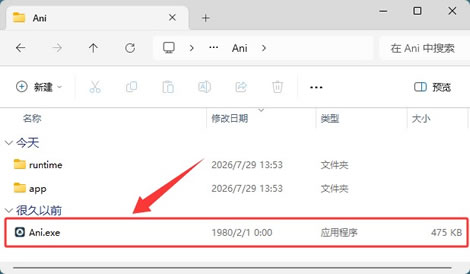 Ani
Ani 在 Ani 中搜索
新建 预览
名称 修改日期 类型 大小
今天
runtime 2026/7/29 13:53 文件夹
app 2026/7/29 13:53 文件夹
很久以前
Ani.exe 1980/2/1 0:00 应用程序 475 KB